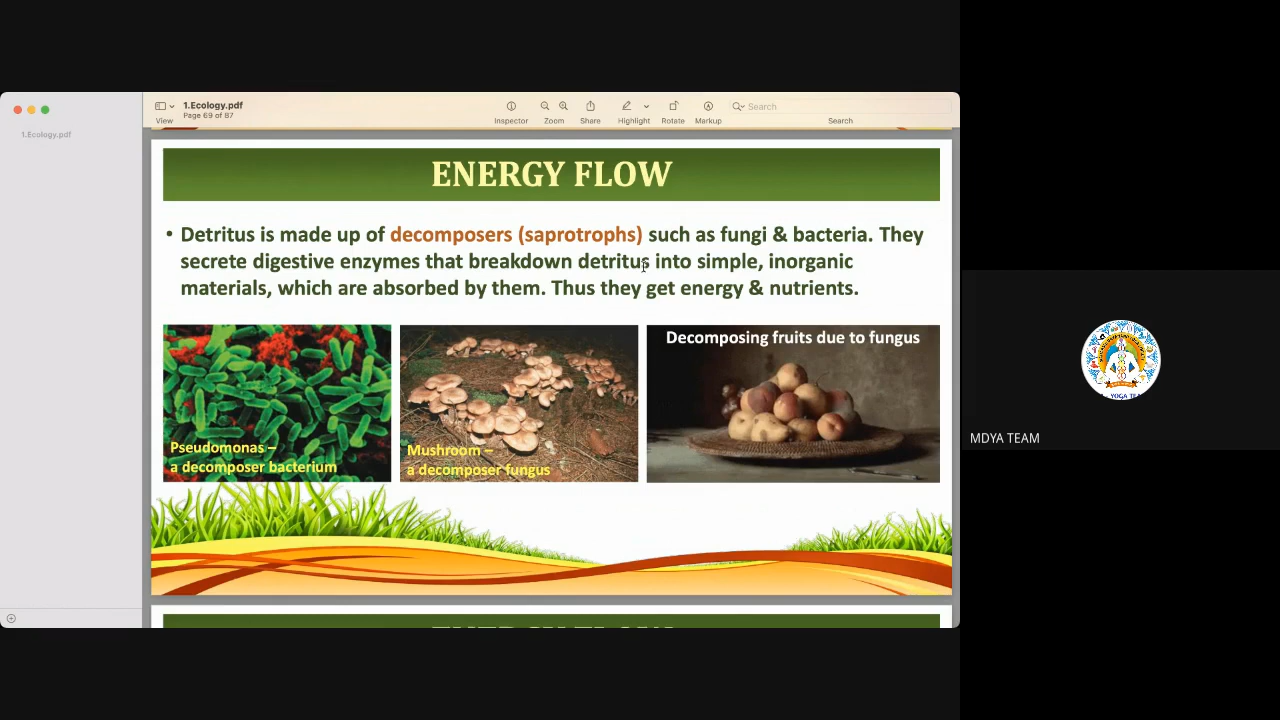 1.Ecology.pdf
Page 69 of 87
View
Inspector
Zoom
Share
Highlight
Rotate
Markup
Search
Search
1.Ecology.pdf
ENERGY FLOW
• Detritus is made up of decomposers (saprotrophs) such as fungi & bacteria. They
secrete digestive enzymes that breakdown detritus into simple, inorganic
materials, which are absorbed by them. Thus they get energy & nutrients.
Pseudomonas –
a decomposer bacterium
Mushroom –
a decomposer fungus
Decomposing fruits due to fungus
MDYA TEAM